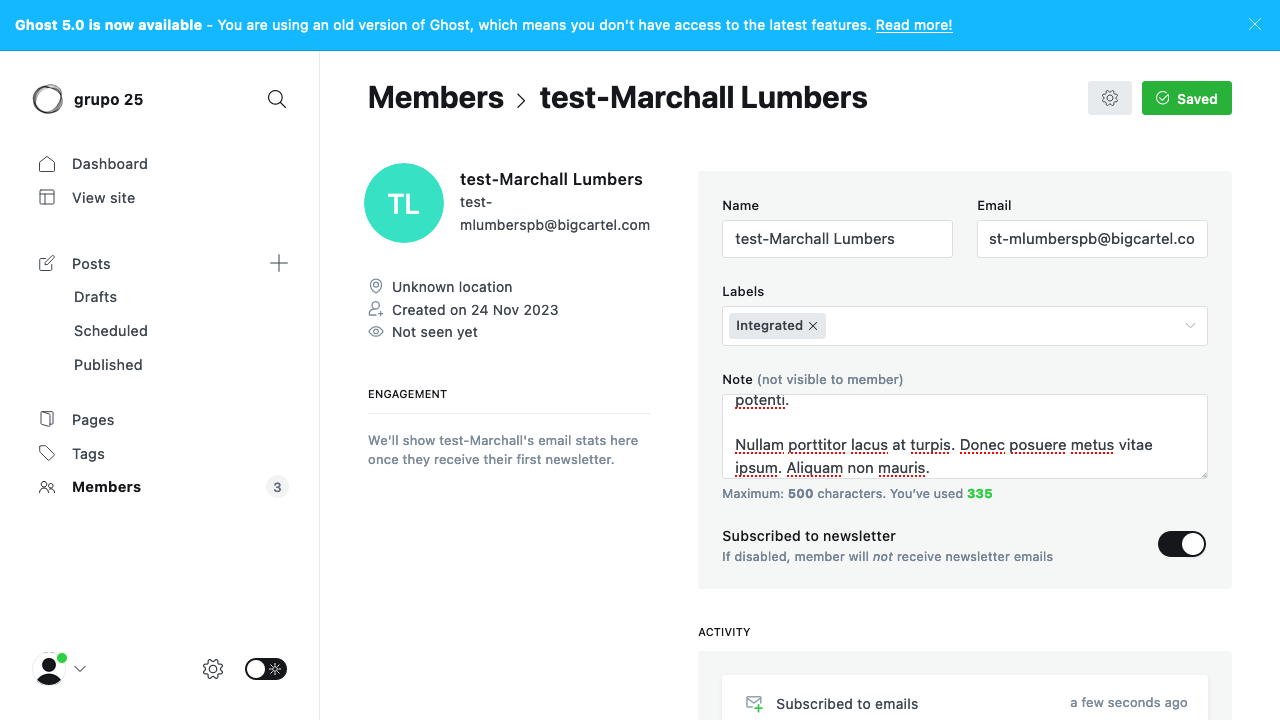 Ghost 5.0 is now available - You are using an old version of Ghost, which means you don't have access to the latest features. Read more!
grupo 25
Members > test-Marchall Lumbers
Saved
Dashboard
View site
Posts
Drafts
Scheduled
Published
Pages
Tags
Members 3
TL
test-Marchall Lumbers
test-
mlumberspb@bigcartel.com
Unknown location
Created on 24 Nov 2023
Not seen yet
ENGAGEMENT
We'll show test-Marchall's email stats here
once they receive their first newsletter.
Name
test-Marchall Lumbers
Email
st-mlumberspb@bigcartel.co
Labels
Integrated
Note (not visible to member)
potenti.
Nullam porttitor lacus at turpis. Donec posuere metus vitae
ipsum. Aliquam non mauris.
Maximum: 500 characters. You've used 335
Subscribed to newsletter
If disabled, member will not receive newsletter emails
ACTIVITY
Subscribed to emails
a few seconds ago